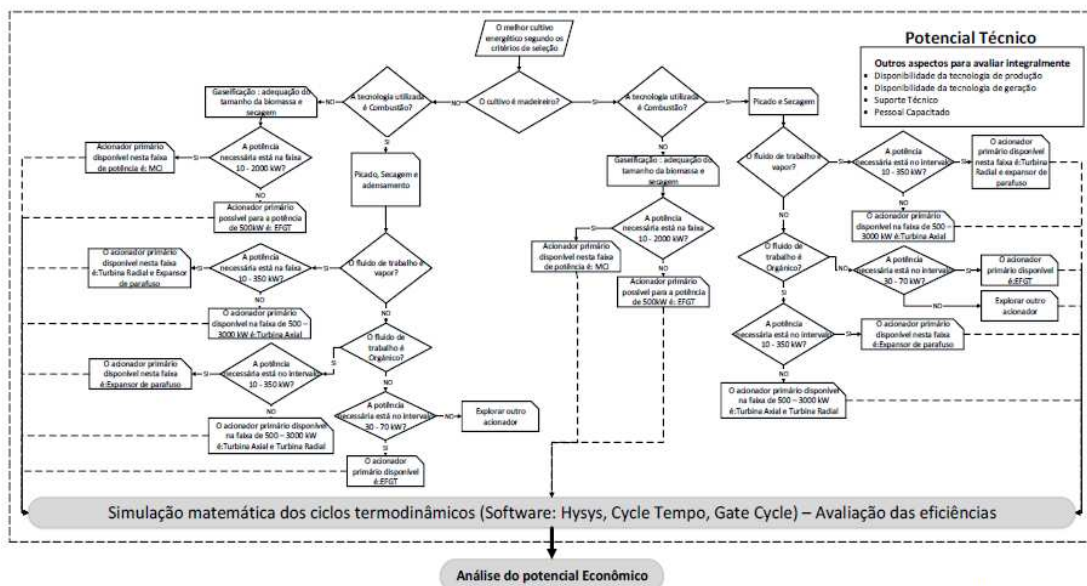 O melhor cultivo
energético segundo os
critérios de seleção
Potencial Técnico
Outros aspectos para avaliar integralmente
Disponibilidade da tecnologia de produção
Disponibilidade da tecnologia de geração
Suporte Técnico
Pessoal Capacitado
Gaseificação : adequação do
tamanho da biomassa e
secagem
NO
A tecnologia utilizada
é Combustão?
NO
O cultivo é madeireiro?
SI
A tecnologia utilizada
é Combustão?
SI
Picado e Secagem
Acionador primário
disponível nesta faixa
de potência é: MCI
SI
A potência
necessária está na faixa
10 - 2000 kW?
NO
Acionador primário
possível para a potência
de 500kW é: EFGT
SI
Picado, Secagem e
adensamento
NO
Gaseificação : adequação do
tamanho da biomassa e
secagem
O fluido de trabalho é
vapor?
SI
A potência
necessária está no intervalo
10 - 350 kW?
SI
O acionador
primário disponível
nesta faixa é:Turbina
Radial e expansor de
parafuso
NO
O acionador primário
disponível na faixa de 500 –
3000 kW é:Turbina Axial
SI
A potência
necessária está na faixa
10 - 2000 kW?
Acionador primário
disponível nesta faixa
de potência é: MCI
NO
Acionador primário
possível para a potência
de 500kW é: EFGT
O acionador primário
disponível nesta faixa
é:Turbina Radial e Expansor
de parafuso
SI
A potência
necessária está na faixa
10 - 350kW?
SI
O fluido de trabalho é
vapor?
NO
O acionador primário
disponível na faixa de 500 –
3000 kW é:Turbina Axial
NO
NO
O fluido de
trabalho é
Orgânico?
NO
A potência
necessária está no intervalo
30 - 70 kW?
SI
O acionador
primário disponível
é:EFGT
NO
Explorar outro
acionador
SI
A potência
necessária está no intervalo
10 - 350 kW?
SI
O acionador primário
disponível nesta faixa
é:Expansor de parafuso
NO
O acionador primário disponível
na faixa de 500 – 3000 kW
é:Turbina Axial e Turbina Radial
O fluido de
trabalho é
Orgânico?
SI
A potência
necessária está no intervalo
10 - 350 kW?
SI
O acionador primário
disponível nesta faixa
é:Expansor de parafuso
NO
O acionador primário disponível
na faixa de 500 – 3000 kW
é:Turbina Axial e Turbina Radial
NO
A potência
necessária está no intervalo
30 - 70 kW?
NO
Explorar outro
acionador
SI
O acionador
primário disponível
é:EFGT
Simulação matemática dos ciclos termodinâmicos (Software: Hysys, Cycle Tempo, Gate Cycle) – Avaliação das eficiências
Análise do potencial Econômico